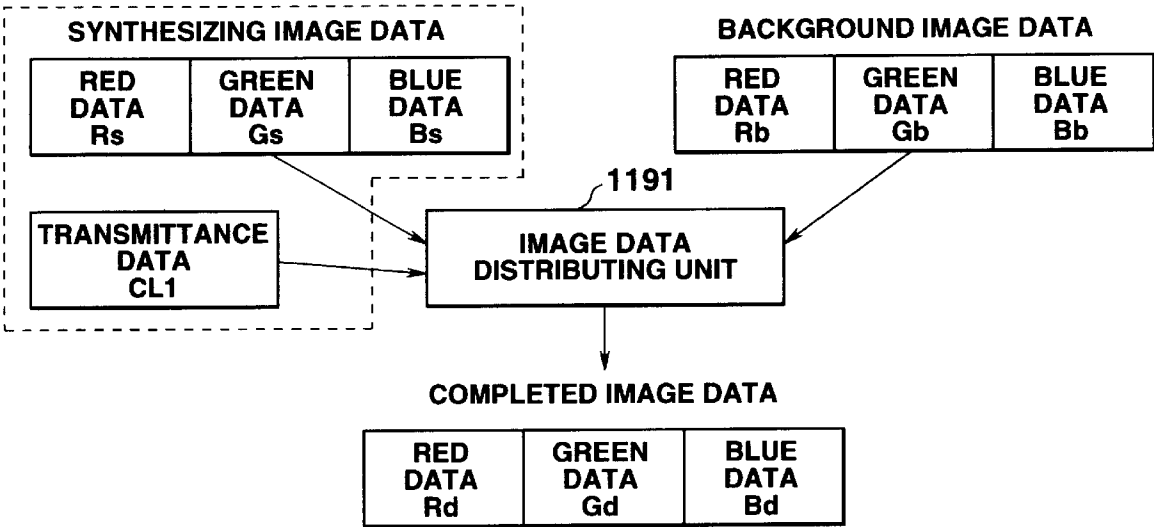 SYNTHESIZING IMAGE DATA
RED DATA Rs
GREEN DATA Gs
BLUE DATA Bs
BACKGROUND IMAGE DATA
RED DATA Rb
GREEN DATA Gb
BLUE DATA Bb
TRANSMITTANCE
DATA
CL1
1191
IMAGE DATA
DISTRIBUTING UNIT
COMPLETED IMAGE DATA
RED DATA Rd
GREEN DATA Gd
BLUE DATA Bd